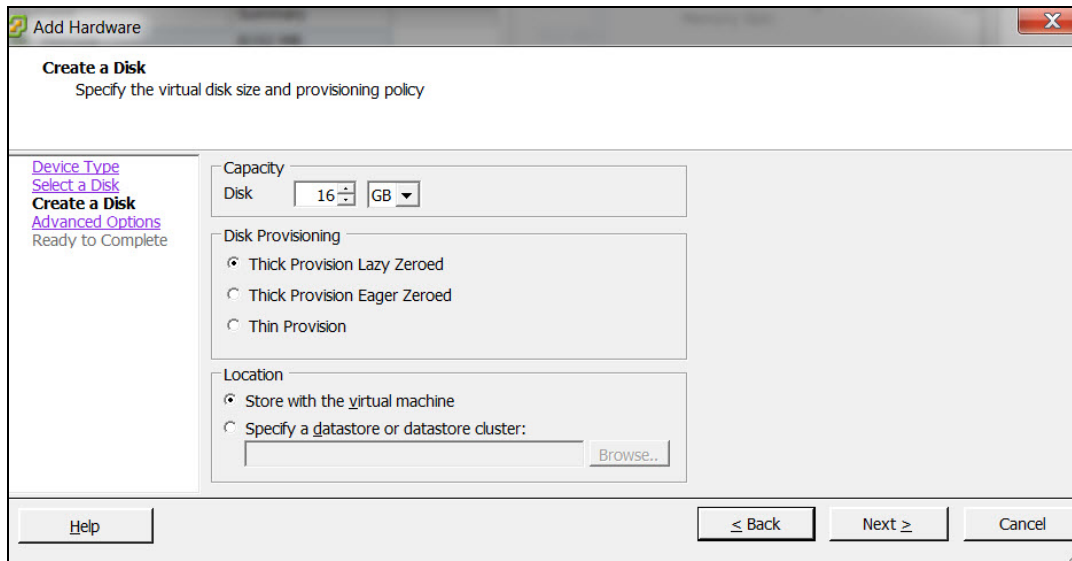 Add Hardware
Create a Disk
Specify the virtual disk size and provisioning policy
Device Type
Select a Disk
Create a Disk
Advanced Options
Ready to Complete
Capacity
Disk 16 GB
Disk Provisioning
Thick Provision Lazy Zeroed
Thick Provision Eager Zeroed
Thin Provision
Location
Store with the virtual machine
Specify a datastore or datastore cluster:
Browse..
Help
< Back Next > Cancel